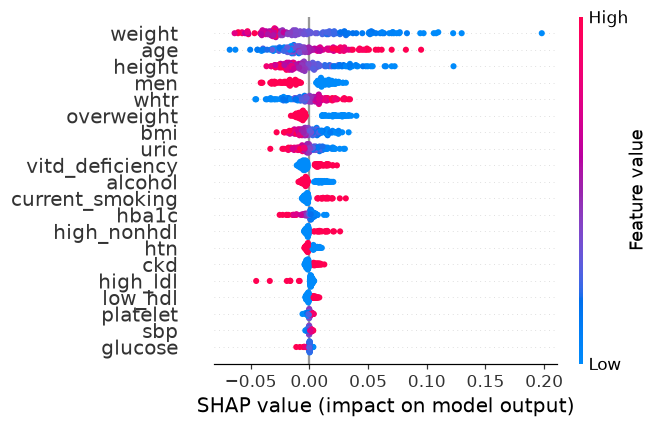 High
weight
age
height
men
whtr
overweight
bmi
uric
vitd_deficiency
alcohol
current_smoking
hba1c
high_nonhdl
htn
ckd
high_ldl
low_hdl
platelet
sbp
glucose
Feature value
Low
−0.05 0.00 0.05 0.10 0.15 0.20
SHAP value (impact on model output)